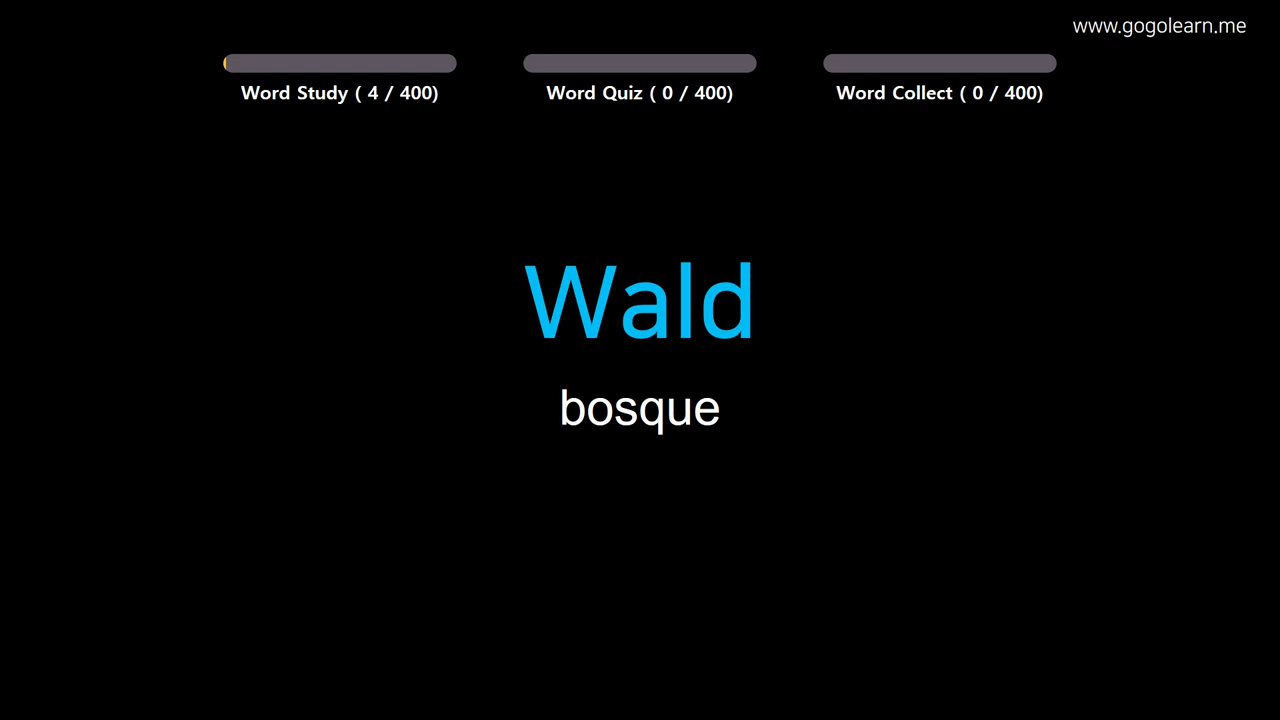 www.gogolearn.me
Word Study ( 4 / 400)
Word Quiz ( 0 / 400)
Word Collect ( 0 / 400)
Wald
bosque